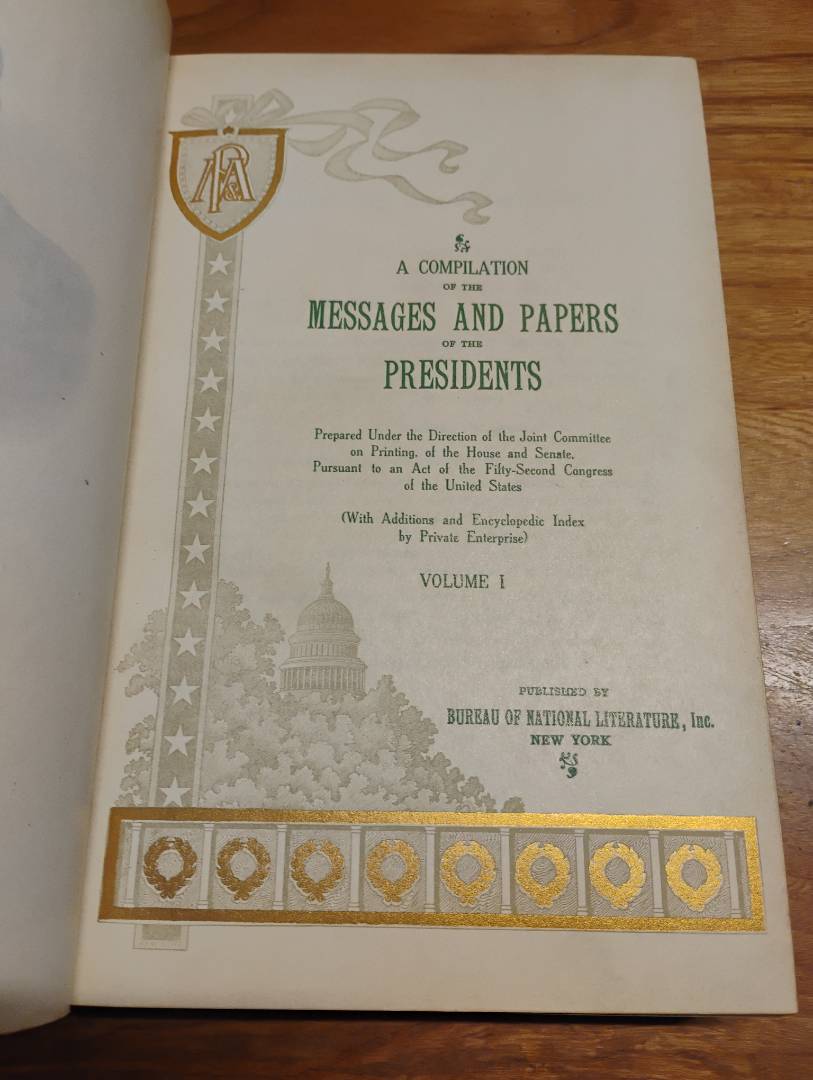 A COMPILATION
OF THE
MESSAGES AND PAPERS
OF THE
PRESIDENTS
Prepared Under the Direction of the Joint Committee
on Printing, of the House and Senate,
Pursuant to an Act of the Fifty-Second Congress
of the United States
(With Additions and Encyclopedic Index
by Private Enterprise)
VOLUME I
PUBLISHED BY
BUREAU OF NATIONAL LITERATURE, Inc.
NEW YORK